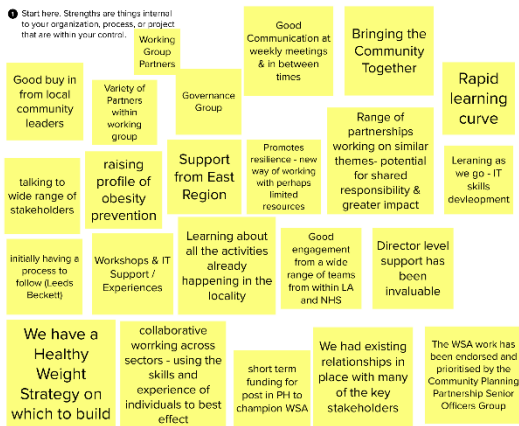 1 Start here. Strengths are things internal
to your organization, process, or project
that are within your control.
Working
Group
Partners
Good
Communication at
weekly meetings
& in between
times
Bringing the
Community
Together
Good buy in
from local
community
leaders
Variety of
Partners
within
working
group
Governance
Group
Rapid
learning
curve
talking to
wide range of
stakeholders
raising
profile of
obesity
prevention
Support
from East
Region
Promotes
resilience - new
way of working
with perhaps
limited
resources
Range of
partnerships
working on similar
themes- potential
for shared
responsibility &
greater impact
Leraning as
we go - IT
skills
devleopment
initially having a
process to
follow (Leeds
Beckett)
Workshops & IT
Support /
Experiences
Learning about
all the activities
already
happening in the
locality
Good
engagement
from a wide
range of teams
from within LA
and NHS
Director level
support has
been
invaluable
We have a
Healthy
Weight
Strategy on
which to build
collaborative
worrking across
sectors - using the
skills and
experience of
individuals to best
effect
short term
funding for
post in PH to
champion WSA
We had existing
relationships in
place with many
of the key
stakeholders
The WSA work has
been endorsed and
prioritised by the
Community Planning
Partnership Senior
Officers Group